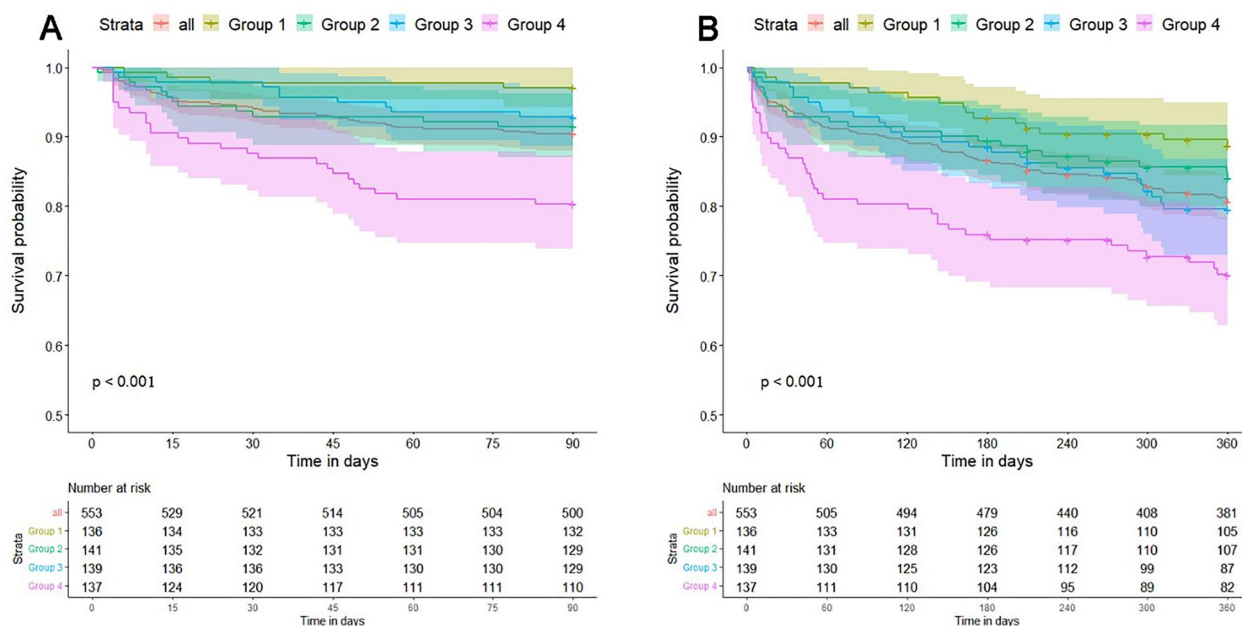 A
Strata all Group 1 Group 2 Group 3 Group 4
Survival probability
1.0
0.9
0.8
0.7
0.6
0.5
p < 0.001
0 15 30 45 60 75 90
Time in days
Number at risk
Strata
all 553 529 521 514 505 504 500
Group 1 136 134 133 133 133 133 132
Group 2 141 135 132 131 131 130 129
Group 3 139 136 136 133 130 130 129
Group 4 137 124 120 117 111 111 110
0 15 30 45 60 75 90
Time in days
B
Strata all Group 1 Group 2 Group 3 Group 4
Survival probability
1.0
0.9
0.8
0.7
0.6
0.5
p < 0.001
0 60 120 180 240 300 360
Time in days
Number at risk
Strata
all 553 505 494 479 440 408 381
Group 1 136 133 131 126 116 110 105
Group 2 141 131 128 126 117 110 107
Group 3 139 130 125 123 112 99 87
Group 4 137 111 110 104 95 89 82
0 60 120 180 240 300 360
Time in days